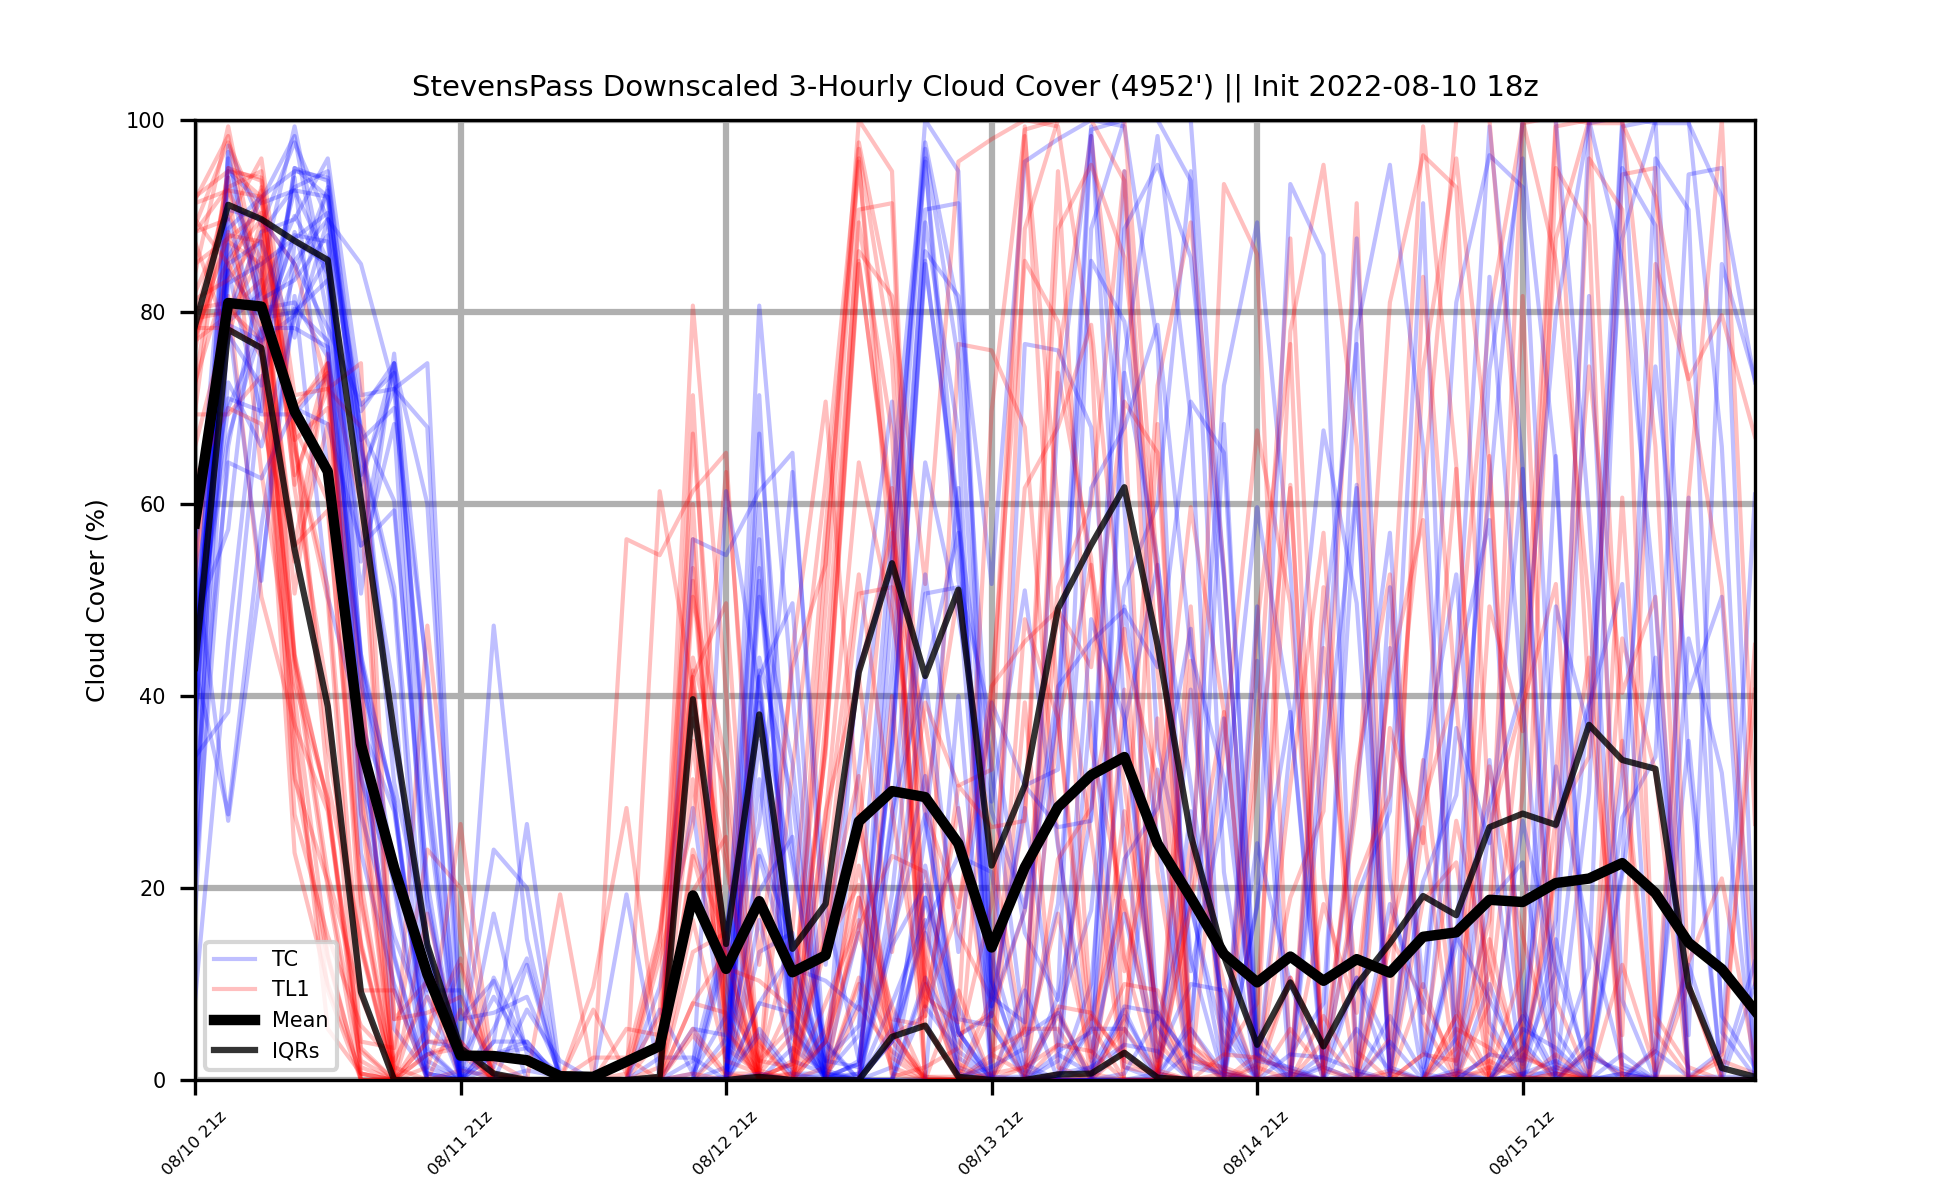 StevensPass Downscaled 3-Hourly Cloud Cover (4952') || Init 2022-08-10 18z
Cloud Cover (%)
100
80
60
40
20
0
TC
TL1
Mean
IQRs
08/10 21z
08/11 21z
08/12 21z
08/13 21z
08/14 21z
08/15 21z